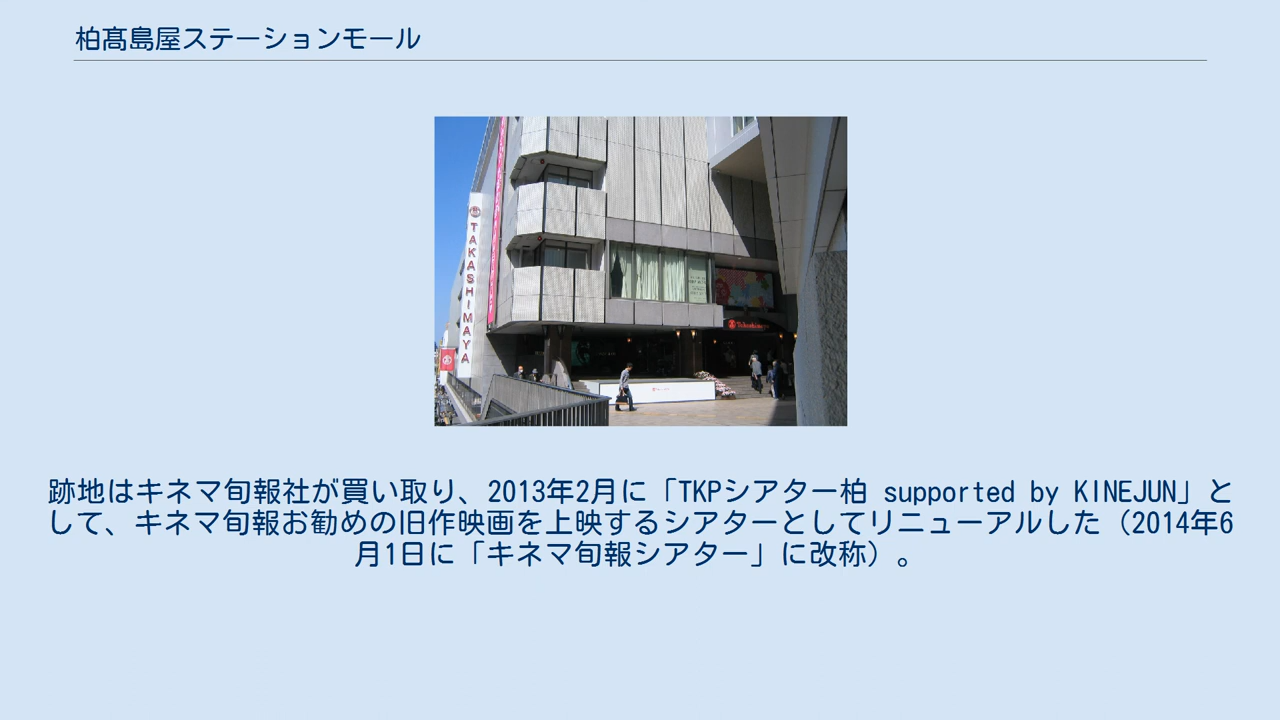 柏髙島屋ステーションモール
TAKASHIMAYA
Takashimaya
跡地はキネマ旬報社が買い取り、2013年2月に「TKPシアター柏 supported by KINEJUN」と
して、キネマ旬報お勧めの旧作映画を上映するシアターとしてリニューアルした（2014年6
月1日に「キネマ旬報シアター」に改称）。